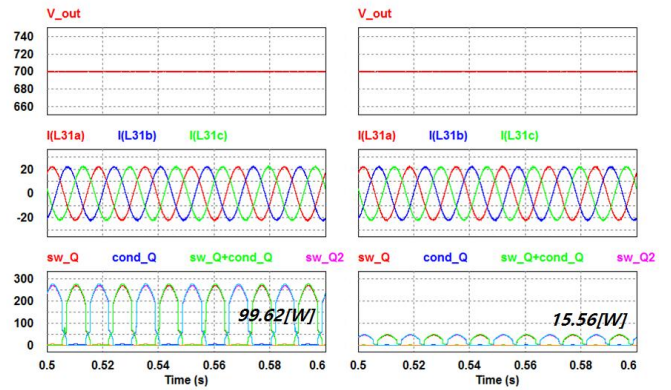 V_out V_out
740
720
700
680
660
I(L31a) I(L31b) I(L31c) I(L31a) I(L31b) I(L31c)
20
0
-20
sw_Q cond_Q sw_Q+cond_Q sw_Q2 sw_Q cond_Q sw_Q+cond_Q sw_Q2
300
200
100
0
99.62[W] 15.56[W]
0.5 0.52 0.54 0.56 0.58 0.6 0.5 0.52 0.54 0.56 0.58 0.6
Time (s) Time (s)